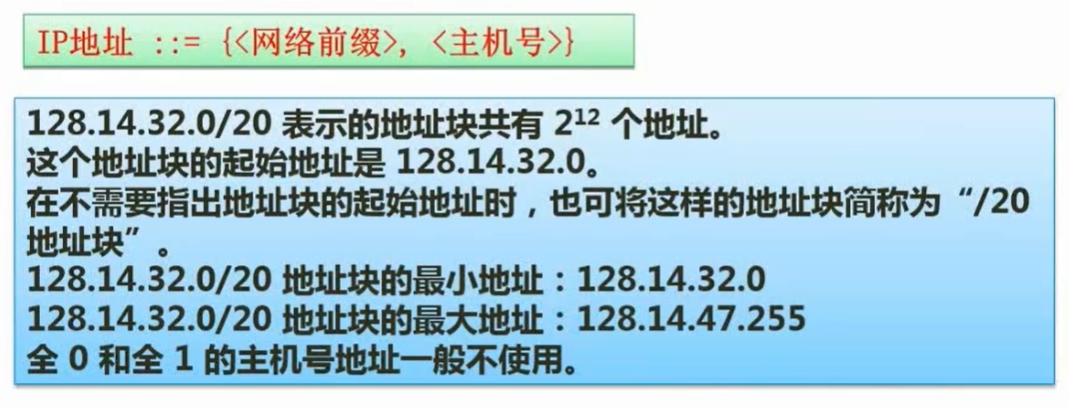 IP地址 ::= {<网络前缀>, <主机号>}
128.14.32.0/20 表示的地址块共有 2¹² 个地址。
这个地址块的起始地址是 128.14.32.0。
在不需要指出地址块的起始地址时，也可将这样的地址块简称为“/20
地址块”。
128.14.32.0/20 地址块的最小地址：128.14.32.0
128.14.32.0/20 地址块的最大地址：128.14.47.255
全 0 和全 1 的主机号地址一般不使用。